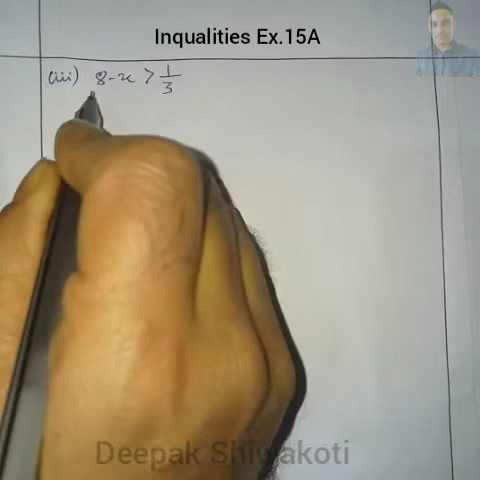 Inqualities Ex.15A
(iii) 8-x > 1/3
Deepak Shiwakoti